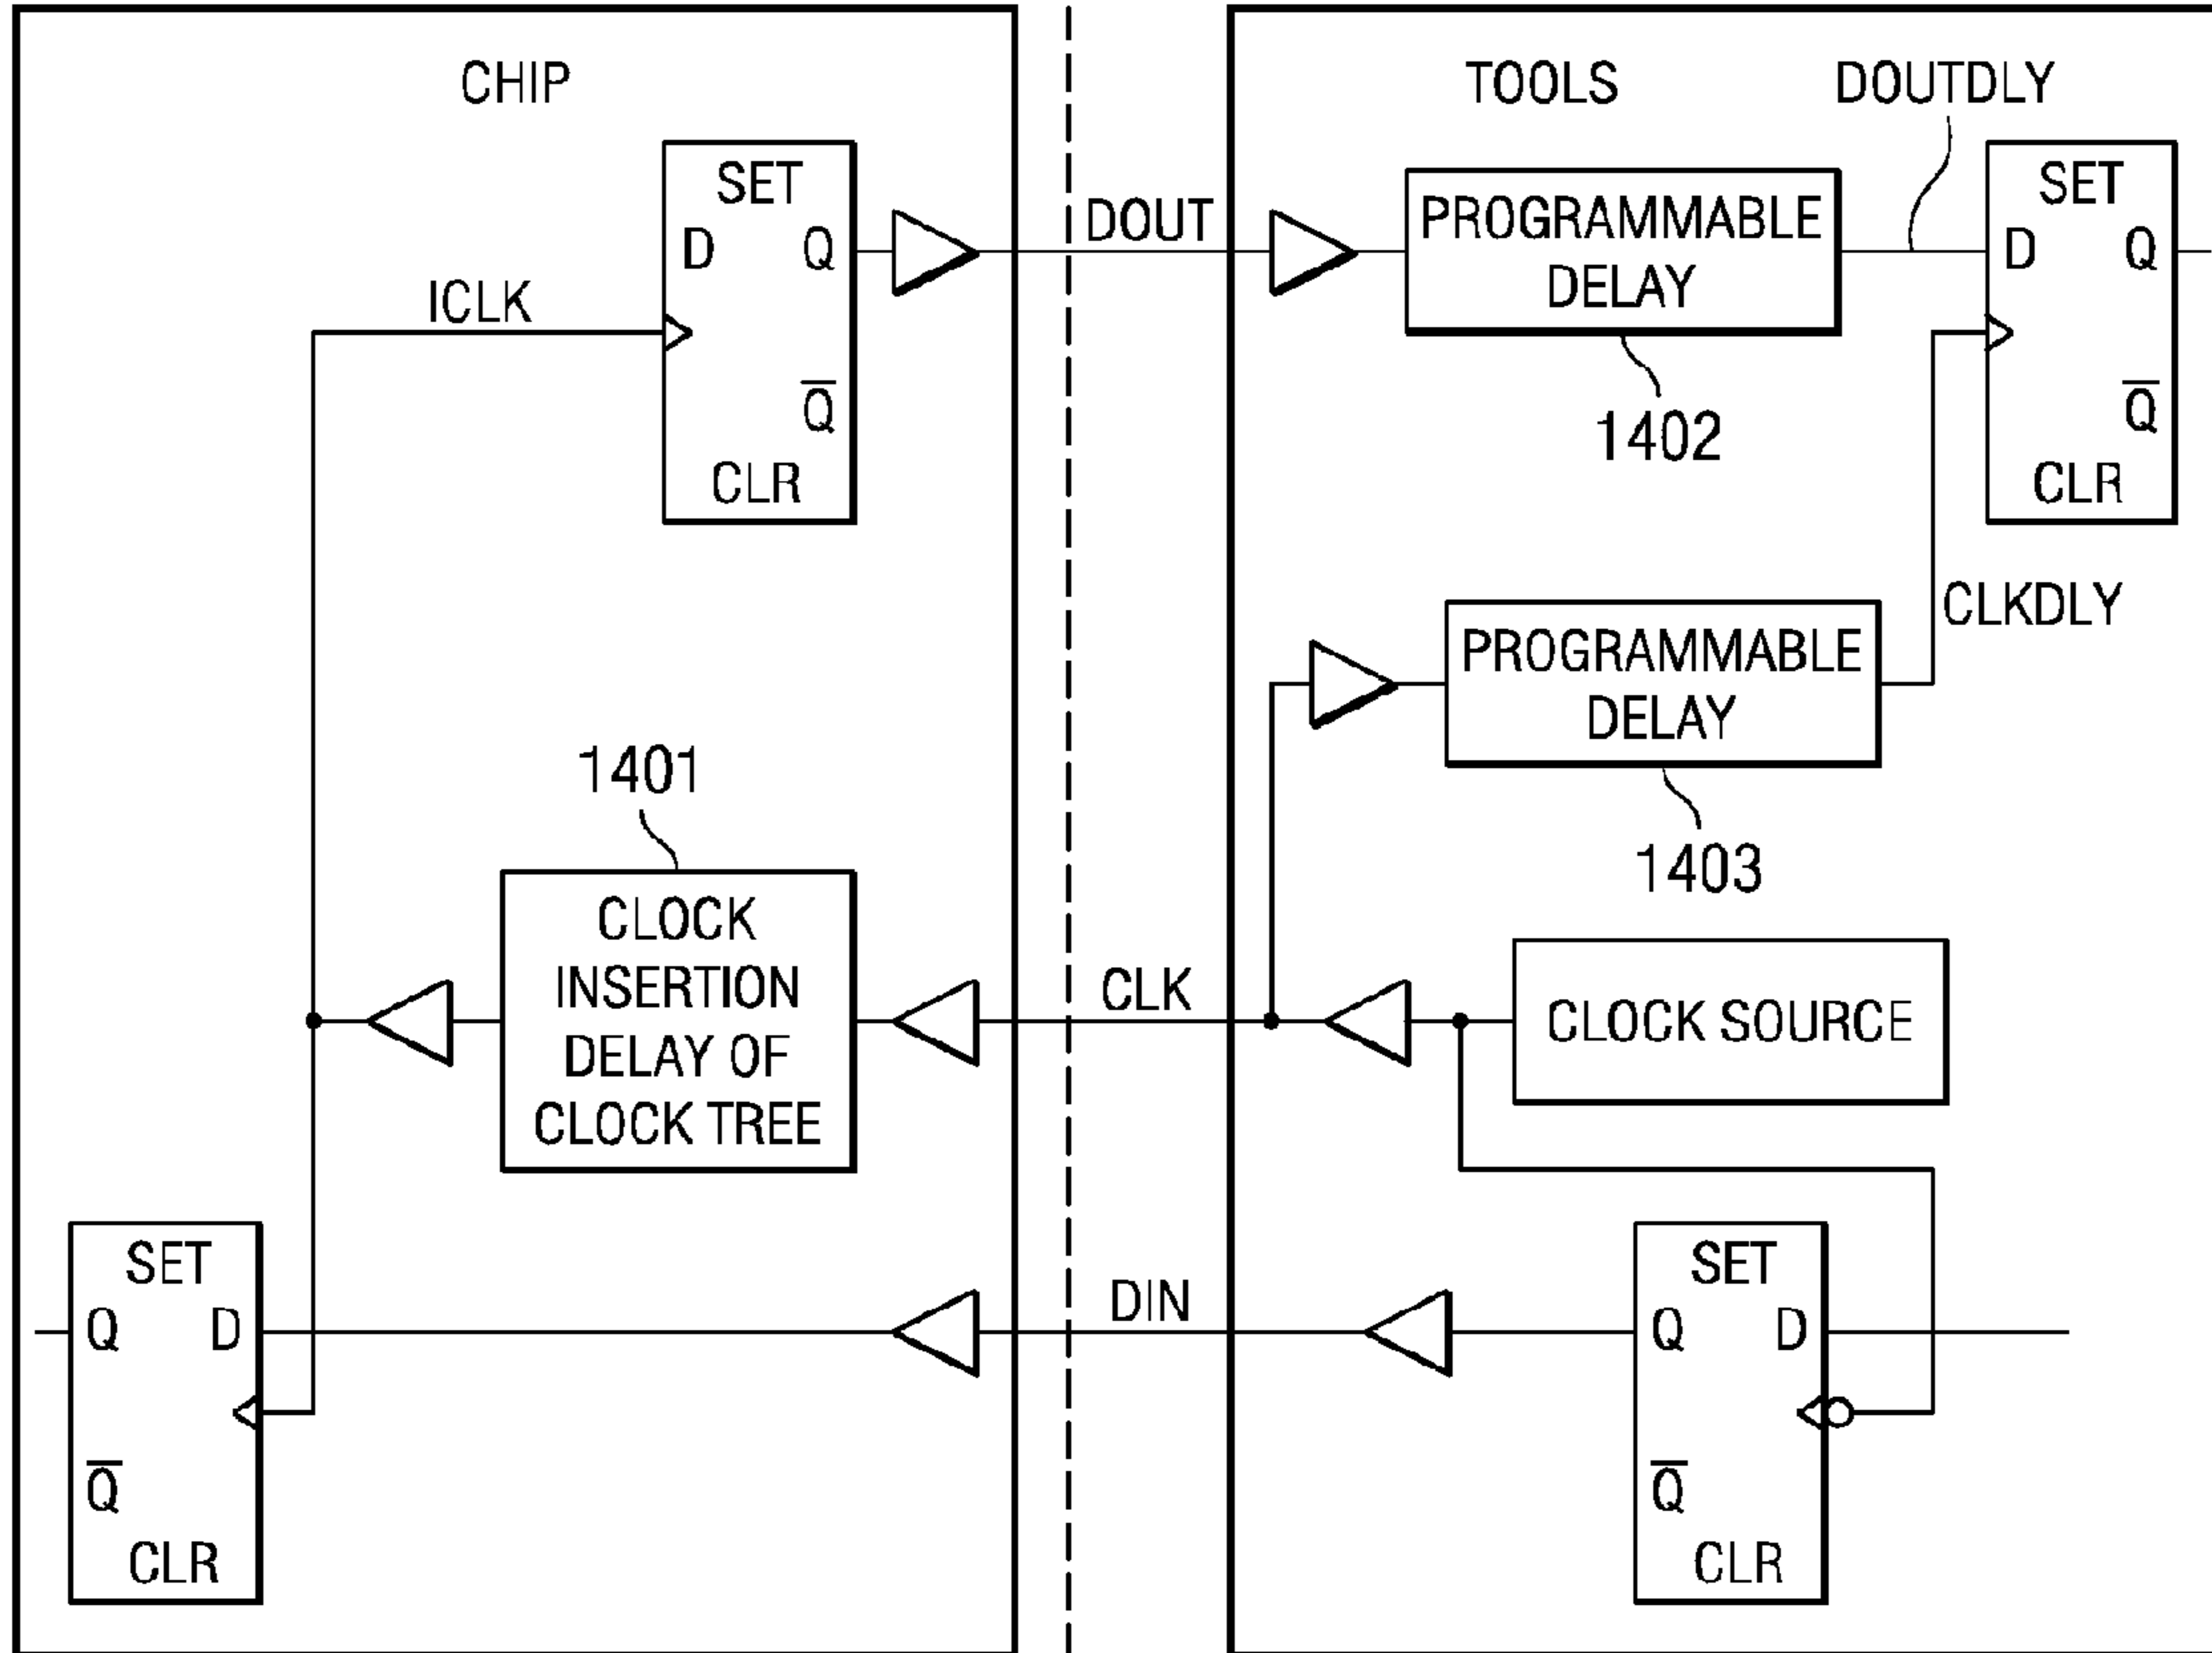 CHIP
TOOLS
DOUTDLY
SET
D
Q
Q̅
CLR
ICLK
DOUT
PROGRAMMABLE
DELAY
1402
SET
D
Q
Q̅
CLR
CLKDLY
PROGRAMMABLE
DELAY
1403
1401
CLOCK
INSERTION
DELAY OF
CLOCK TREE
CLK
CLOCK SOURCE
SET
Q
D
Q̅
CLR
DIN
SET
Q
D
Q̅
CLR